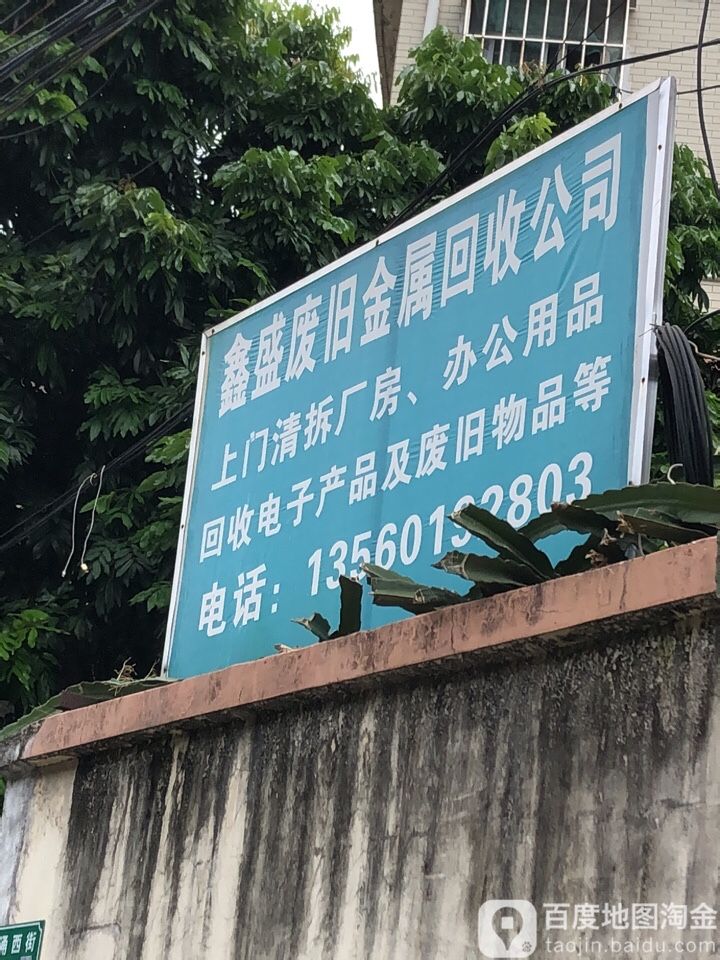 鑫盛废旧金属回收公司
上门清拆厂房、办公用品
回收电子产品及废旧物品等
电话：13560192803
西街
百度地图淘金
taojin.baidu.com